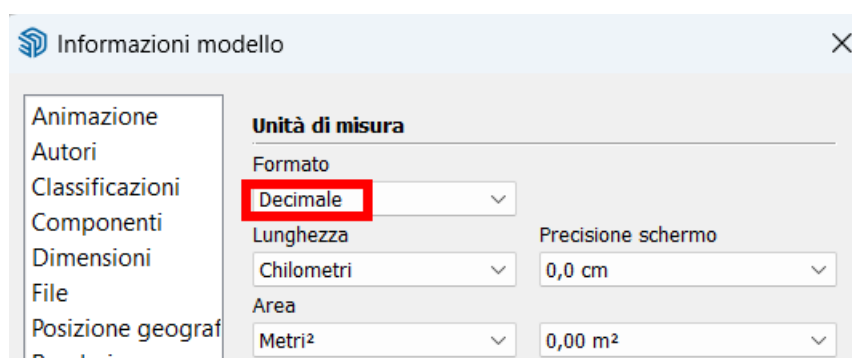 Informazioni modello
Animazione
Autori
Classificazioni
Componenti
Dimensioni
File
Posizione geograf
Unità di misura
Formato
Decimale
Lunghezza Precisione schermo
Chilometri 0,0 cm
Area
Metri² 0,00 m²